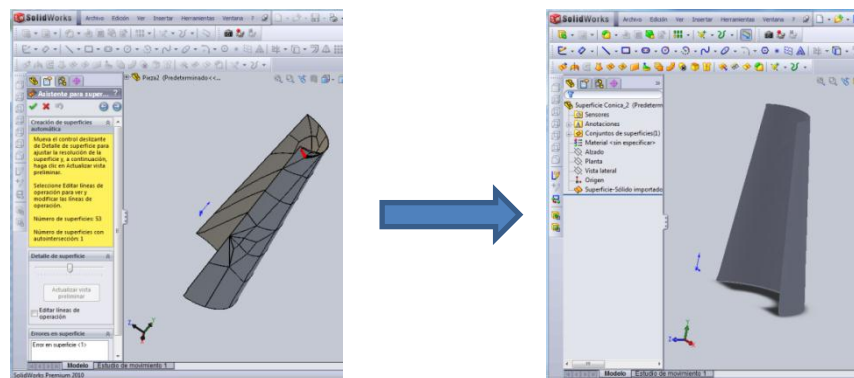 SolidWorks Archivo Edición Ver Insertar Herramientas Ventana ?
Pieza2 (Predeterminado<<...
Asistente para super... ?
Creación de superficies
automática
Mueva el control deslizante
de Detalle de superficie para
ajustar la resolución de la
superficie y, a continuación,
haga clic en Actualizar vista
preliminar.
Seleccione Editar líneas de
operación para ver y
modificar las líneas de
operación.
Número de superficies: 53
Número de superficies con
autointersección: 1
Detalle de superficie
Actualizar vista
preliminar
Editar líneas de
operación
Errores en superficie
Error en superficie <1>
Modelo Estudio de movimiento 1
SolidWorks Premium 2010
SolidWorks Archivo Edición Ver Insertar Herramientas Ventana ?
Superficie Conica_2 (Predeterm
Sensores
Anotaciones
Conjuntos de superficies(1)
Material <sin especificar>
Alzado
Planta
Vista lateral
Origen
Superficie-Sólido importado
Modelo Estudio de movimiento 1